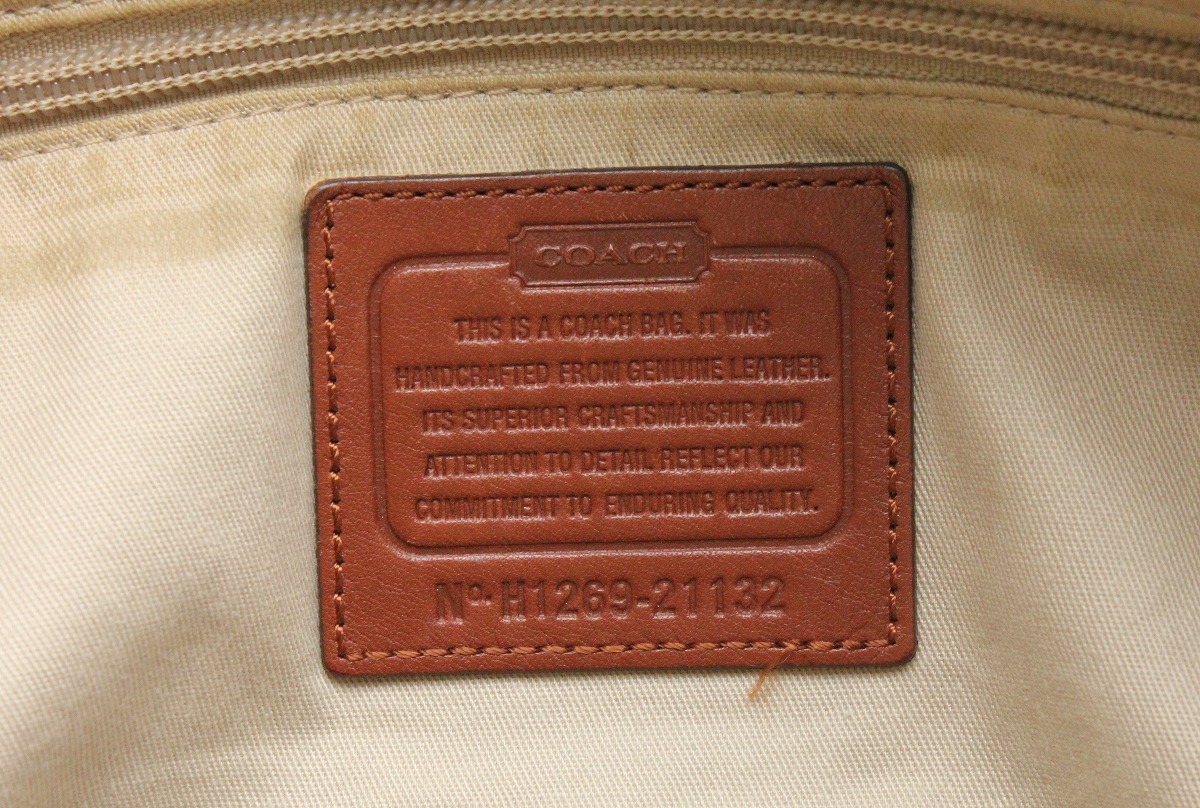 COACH
THIS IS A COACH BAG. IT WAS
HANDCRAFTED FROM GENUINE LEATHER.
ITS SUPERIOR CRAFTSMANSHIP AND
ATTENTION TO DETAIL REFLECT OUR
COMMITMENT TO ENDURING QUALITY.
Nº. H1269-21132